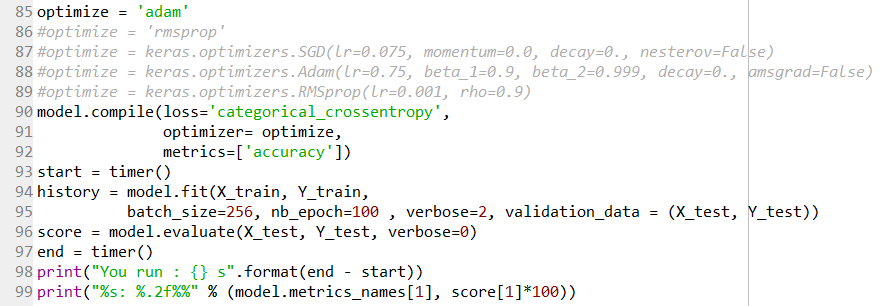 85 optimize = 'adam'
86 #optimize = 'rmsprop'
87 #optimize = keras.optimizers.SGD(lr=0.075, momentum=0.0, decay=0., nesterov=False)
88 #optimize = keras.optimizers.Adam(lr=0.75, beta_1=0.9, beta_2=0.999, decay=0., amsgrad=False)
89 #optimize = keras.optimizers.RMSprop(lr=0.001, rho=0.9)
90 model.compile(loss='categorical_crossentropy',
91               optimizer= optimize,
92               metrics=['accuracy'])
93 start = timer()
94 history = model.fit(X_train, Y_train,
95           batch_size=256, nb_epoch=100 , verbose=2, validation_data = (X_test, Y_test))
96 score = model.evaluate(X_test, Y_test, verbose=0)
97 end = timer()
98 print("You run : {} s".format(end - start))
99 print("%s: %.2f%%" % (model.metrics_names[1], score[1]*100))